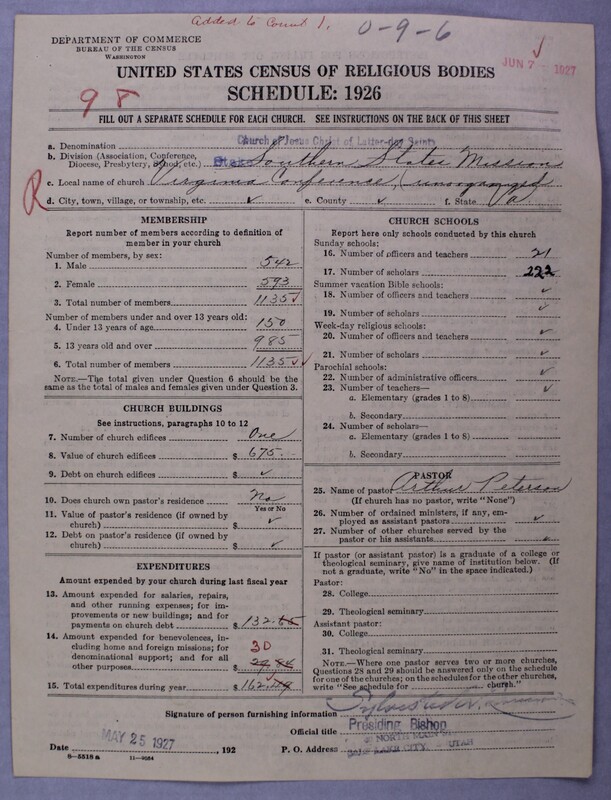 Added to Count 1.
0-9-6
DEPARTMENT OF COMMERCE
BUREAU OF THE CENSUS
WASHINGTON
JUN 7 - 1927
UNITED STATES CENSUS OF RELIGIOUS BODIES
SCHEDULE: 1926
98
FILL OUT A SEPARATE SCHEDULE FOR EACH CHURCH. SEE INSTRUCTIONS ON THE BACK OF THIS SHEET
a. Denomination Church of Jesus Christ of Latter-day Saints
b. Division (Association, Conference,
Diocese, Presbytery, Synod, etc.) Stake Southern States Mission
c. Local name of church Virginia Conference, (unorganized
R
d. City, town, village, or township, etc. ✓ e. County ✓ f. State Va
MEMBERSHIP
Report number of members according to definition of
member in your church
Number of members, by sex:
1. Male 542
2. Female 593
3. Total number of members 1135 ✓
Number of members under and over 13 years old:
4. Under 13 years of age 150
5. 13 years old and over 985
6. Total number of members 1135 ✓
NOTE.—The total given under Question 6 should be the
same as the total of males and females given under Question 3.
CHURCH BUILDINGS
See instructions, paragraphs 10 to 12
7. Number of church edifices One
8. Value of church edifices $ 675.
9. Debt on church edifices $ ✓
10. Does church own pastor's residence No
Yes or No
11. Value of pastor's residence (if owned by
church) $ ✓
12. Debt on pastor's residence (if owned by
church) $ ✓
EXPENDITURES
Amount expended by your church during last fiscal year
13. Amount expended for salaries, repairs,
and other running expenses; for im-
provements or new buildings; and for
payments on church debt $ 132.
14. Amount expended for benevolences, in-
cluding home and foreign missions; for
denominational support; and for all
other purposes $ 30
15. Total expenditures during year $ 162.
CHURCH SCHOOLS
Report here only schools conducted by this church
Sunday schools:
16. Number of officers and teachers 21
17. Number of scholars 222
Summer vacation Bible schools:
18. Number of officers and teachers ✓
19. Number of scholars ✓
Week-day religious schools:
20. Number of officers and teachers ✓
21. Number of scholars ✓
Parochial schools:
22. Number of administrative officers ✓
23. Number of teachers— ✓
a. Elementary (grades 1 to 8)
b. Secondary
24. Number of scholars—
a. Elementary (grades 1 to 8) ✓
b. Secondary ✓
PASTOR
25. Name of pastor Arthur Peterson
(If church has no pastor, write "None")
26. Number of ordained ministers, if any, em-
ployed as assistant pastors ✓
27. Number of other churches served by the
pastor or his assistants
If pastor (or assistant pastor) is a graduate of a college or
theological seminary, give name of institution below. (If
not a graduate, write "No" in the space indicated.)
Pastor:
28. College
29. Theological seminary
Assistant pastor:
30. College
31. Theological seminary
NOTE.—Where one pastor serves two or more churches,
Questions 28 and 29 should be answered only on the schedule
for one of the churches; on the schedules for the other churches,
write "See schedule for church."
Signature of person furnishing information Sylvester
Official title Presiding Bishop
Date MAY 25 1927, 192 P. O. Address CITY, UTAH
8—5518 a 11—9284